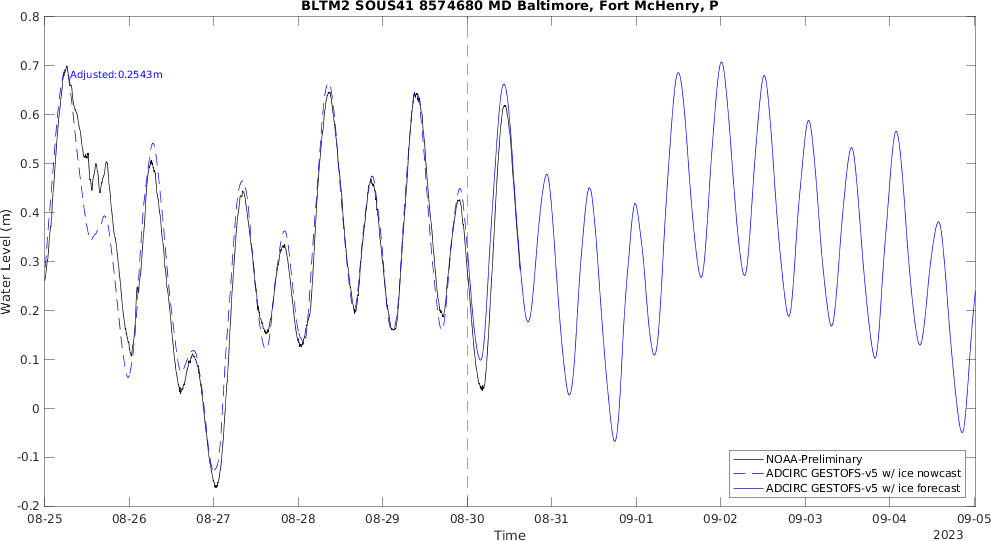 BLTM2 SOUS41 8574680 MD Baltimore, Fort McHenry, P
0.8
0.7
0.6
0.5
0.4
0.3
0.2
0.1
0
-0.1
-0.2
Water Level (m)
Adjusted:0.2543m
NOAA-Preliminary
ADCIRC GESTOFS-v5 w/ ice nowcast
ADCIRC GESTOFS-v5 w/ ice forecast
08-25 08-26 08-27 08-28 08-29 08-30 08-31 09-01 09-02 09-03 09-04 09-05
Time
2023